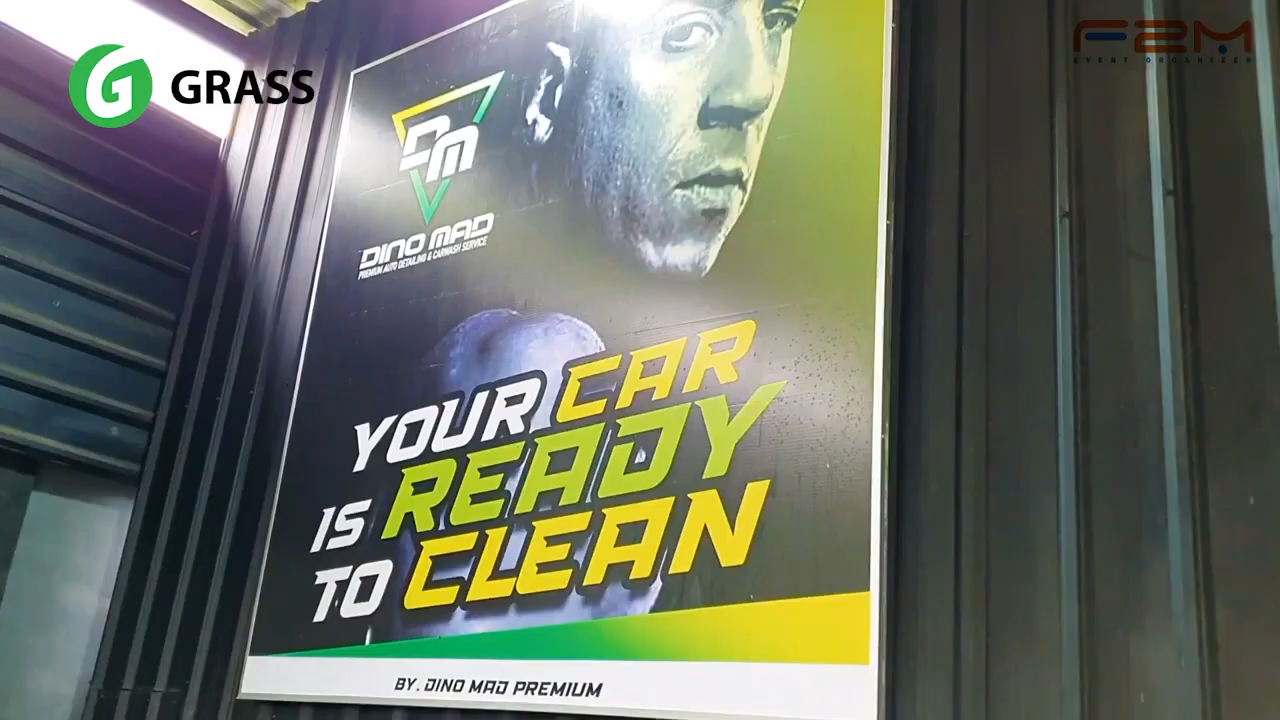 GRASS
F2M
EVENT ORGANIZER
DM
DINO MAD
PREMIUM AUTO DETAILING & CARWASH SERVICE
YOUR CAR
IS READY
TO CLEAN
BY. DINO MAD PREMIUM